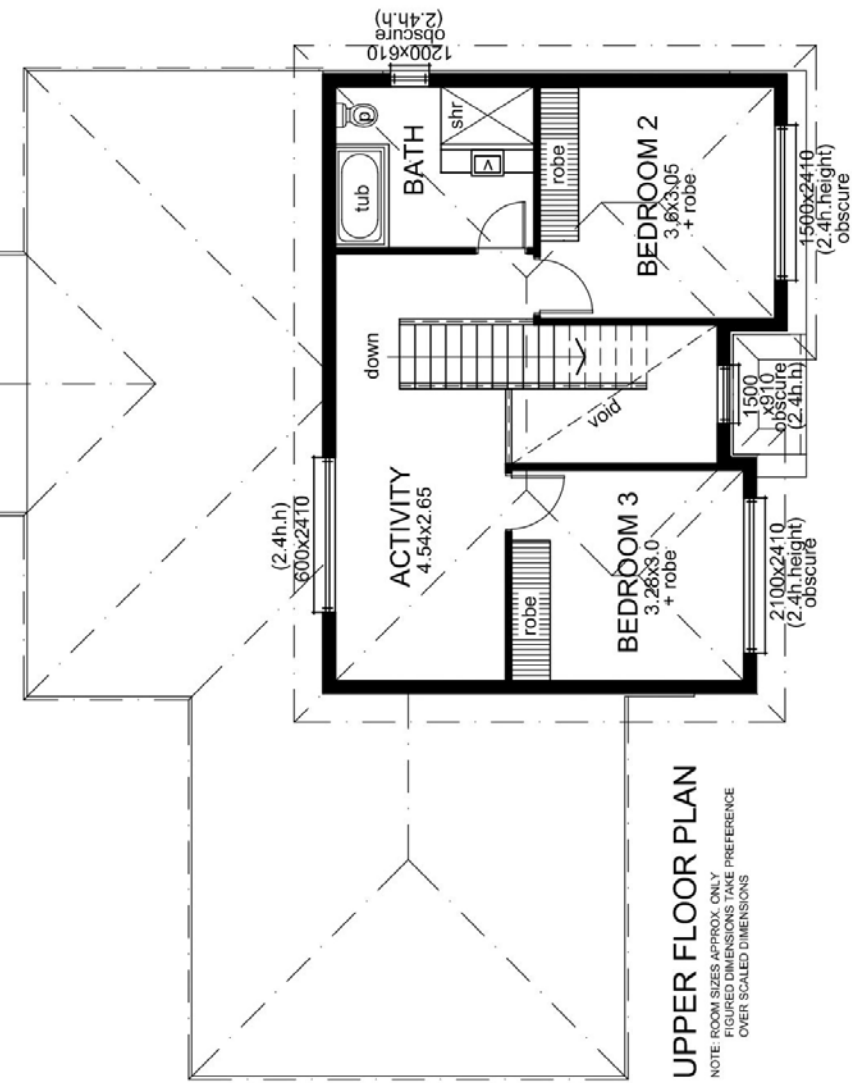 1200x610
obscure
(2.4h.h)
p
tub
BATH
shr
>
robe
BEDROOM 2
3.6x3.05
+ robe
1500x2410
(2.4h.height)
obscure
down
void
1500
x910
obscure
(2.4h.h)
(2.4h.h)
600x2410
ACTIVITY
4.54x2.65
robe
BEDROOM 3
3.28x3.0
+ robe
2100x2410
(2.4h.height)
obscure
UPPER FLOOR PLAN
NOTE: ROOM SIZES APPROX. ONLY
FIGURED DIMENSIONS TAKE PREFERENCE
OVER SCALED DIMENSIONS